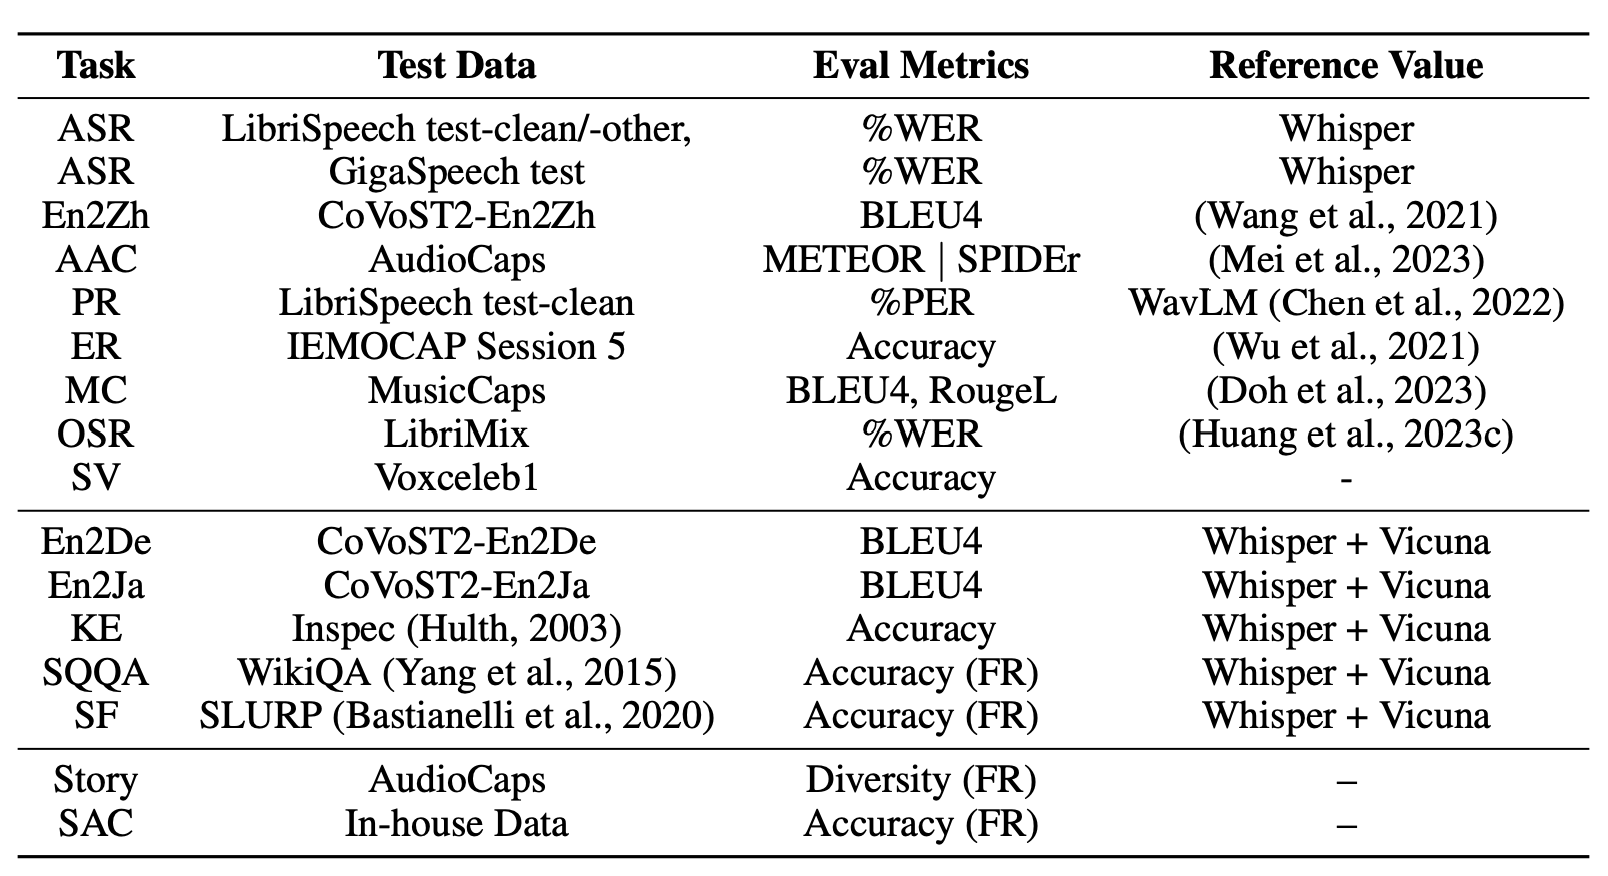 Task Test Data Eval Metrics Reference Value
ASR LibriSpeech test-clean/-other, %WER Whisper
ASR GigaSpeech test %WER Whisper
En2Zh CoVoST2-En2Zh BLEU4 (Wang et al., 2021)
AAC AudioCaps METEOR | SPIDEr (Mei et al., 2023)
PR LibriSpeech test-clean %PER WavLM (Chen et al., 2022)
ER IEMOCAP Session 5 Accuracy (Wu et al., 2021)
MC MusicCaps BLEU4, RougeL (Doh et al., 2023)
OSR LibriMix %WER (Huang et al., 2023c)
SV Voxceleb1 Accuracy -
En2De CoVoST2-En2De BLEU4 Whisper + Vicuna
En2Ja CoVoST2-En2Ja BLEU4 Whisper + Vicuna
KE Inspec (Hulth, 2003) Accuracy Whisper + Vicuna
SQQA WikiQA (Yang et al., 2015) Accuracy (FR) Whisper + Vicuna
SF SLURP (Bastianelli et al., 2020) Accuracy (FR) Whisper + Vicuna
Story AudioCaps Diversity (FR) –
SAC In-house Data Accuracy (FR) –